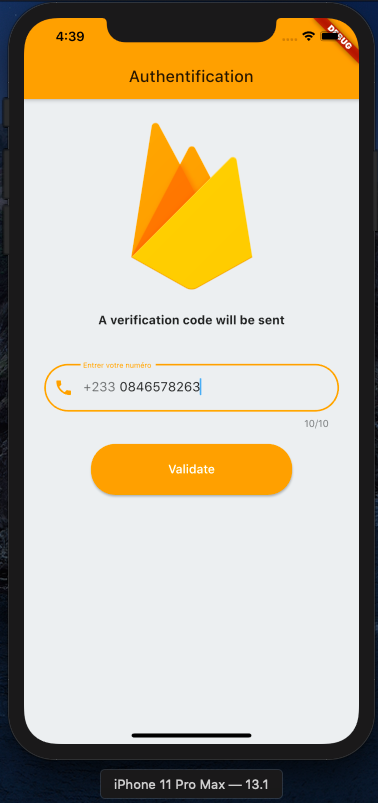 4:39
DEBUG
Authentification
A verification code will be sent
Entrer votre numéro
+233 0846578263
10/10
Validate
iPhone 11 Pro Max — 13.1